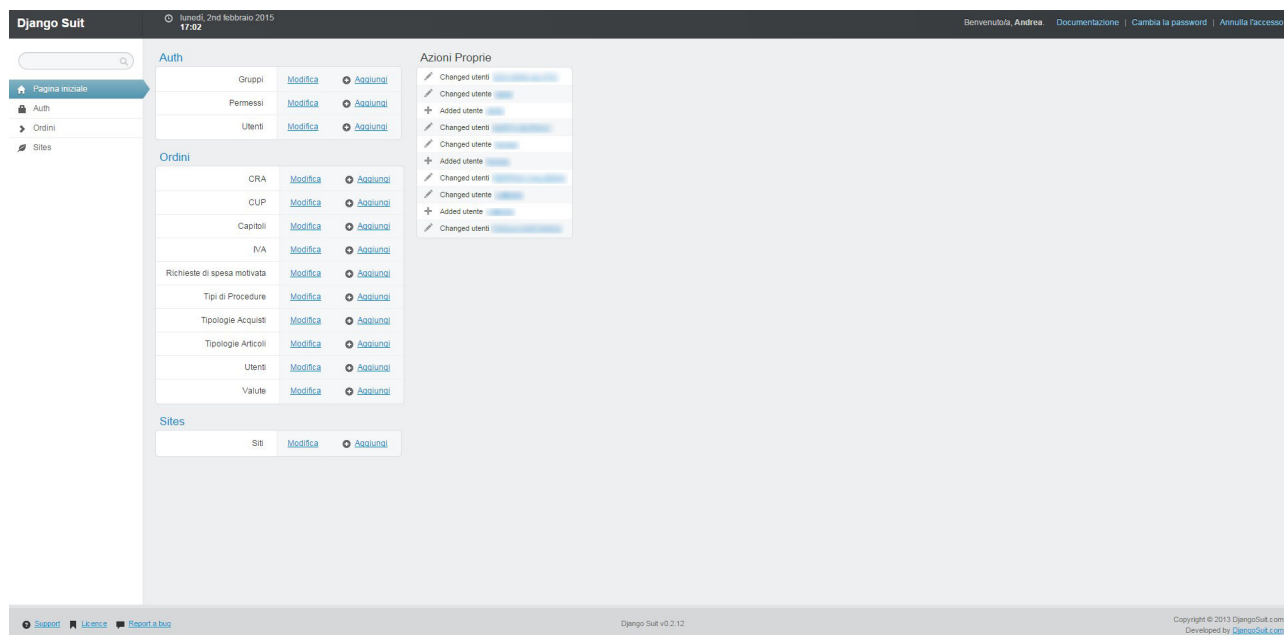 Django Suit
lunedì, 2nd febbraio 2015
17:02
Benvenuto/a, Andrea. Documentazione | Cambia la password | Annulla l'accesso
Pagina iniziale
Auth
Ordini
Sites
Auth
Gruppi Modifica Aggiungi
Permessi Modifica Aggiungi
Utenti Modifica Aggiungi
Ordini
CRA Modifica Aggiungi
CUP Modifica Aggiungi
Capitoli Modifica Aggiungi
IVA Modifica Aggiungi
Richieste di spesa motivata Modifica Aggiungi
Tipi di Procedure Modifica Aggiungi
Tipologie Acquisti Modifica Aggiungi
Tipologie Articoli Modifica Aggiungi
Utenti Modifica Aggiungi
Valute Modifica Aggiungi
Sites
Siti Modifica Aggiungi
Azioni Proprie
Changed utenti
Changed utente
Added utente
Changed utenti
Changed utente
Added utente
Changed utenti
Changed utente
Added utente
Changed utenti
Support Licence Report a bug
Django Suit v0.2.12
Copyright © 2013 DjangoSuit.com
Developed by DjangoSuit.com